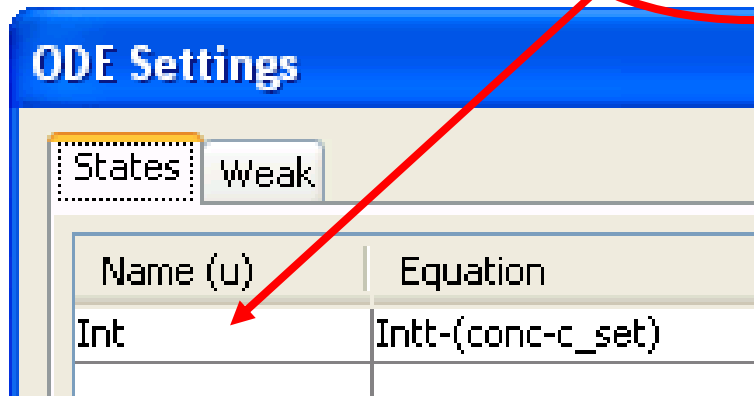 ODE Settings
States Weak
Name (u) Equation
Int Intt-(conc-c_set)